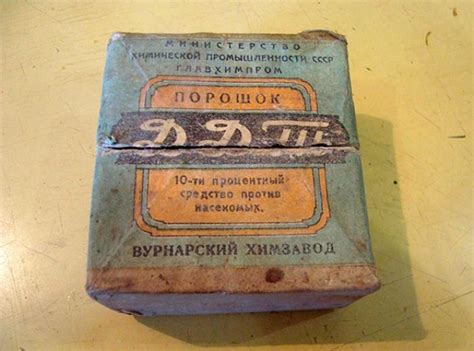 МИНИСТЕРСТВО
ХИМИЧЕСКОЙ ПРОМЫШЛЕННОСТИ СССР
ГЛАВХИМПРОМ
ПОРОШОК
ДДТ
10-ти процентный
средство против
насекомых.
ВУРНАРСКИЙ ХИМЗАВОД